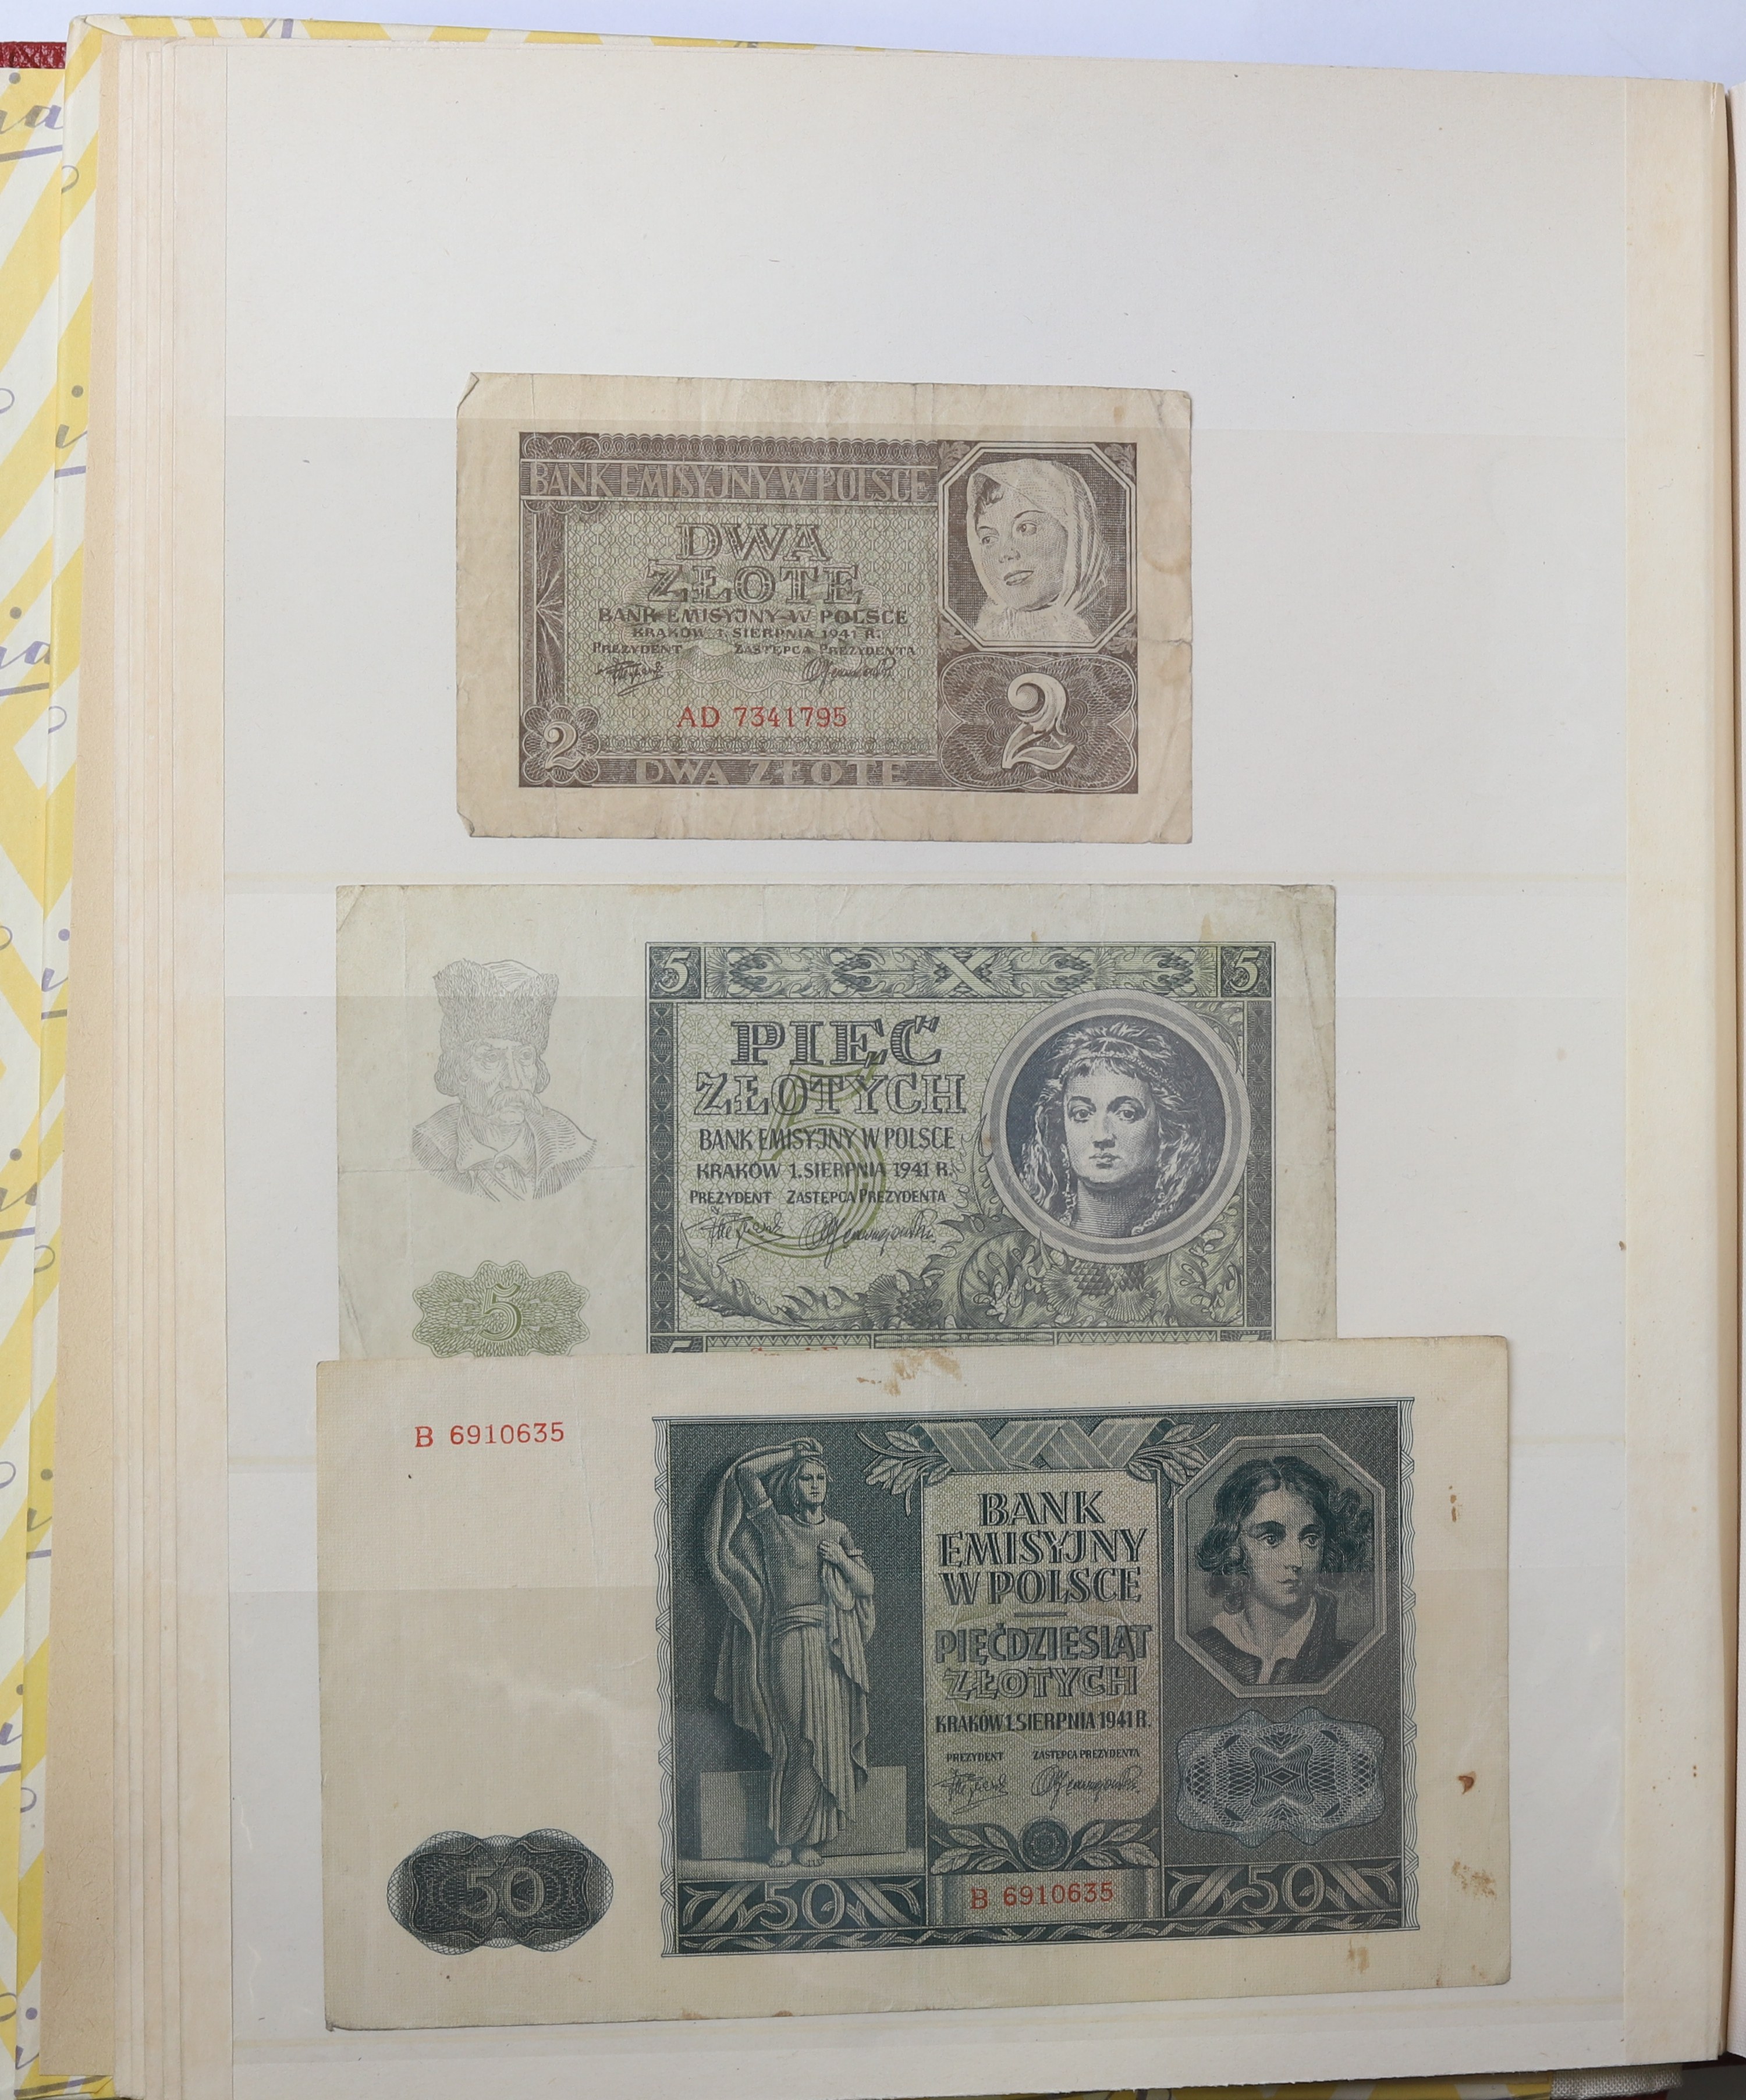 BANK EMISYJNY W POLSCE
DWA
ZŁOTE
BANK EMISYJNY W POLSCE
KRAKÓW 1. SIERPNIA 1941 R.
PREZYDENT ZASTĘPCA PREZYDENTA
AD 7341795
2
2
DWA ZŁOTE
5
5
PIĘĆ
ZŁOTYCH
5
BANK EMISYJNY W POLSCE
KRAKÓW 1. SIERPNIA 1941 R.
PREZYDENT ZASTĘPCA PREZYDENTA
5
B 6910635
BANK
EMISYJNY
W POLSCE
PIĘĆDZIESIĄT
ZŁOTYCH
KRAKÓW 1. SIERPNIA 1941 R.
PREZYDENT ZASTĘPCA PREZYDENTA
50
50
B 6910635
50